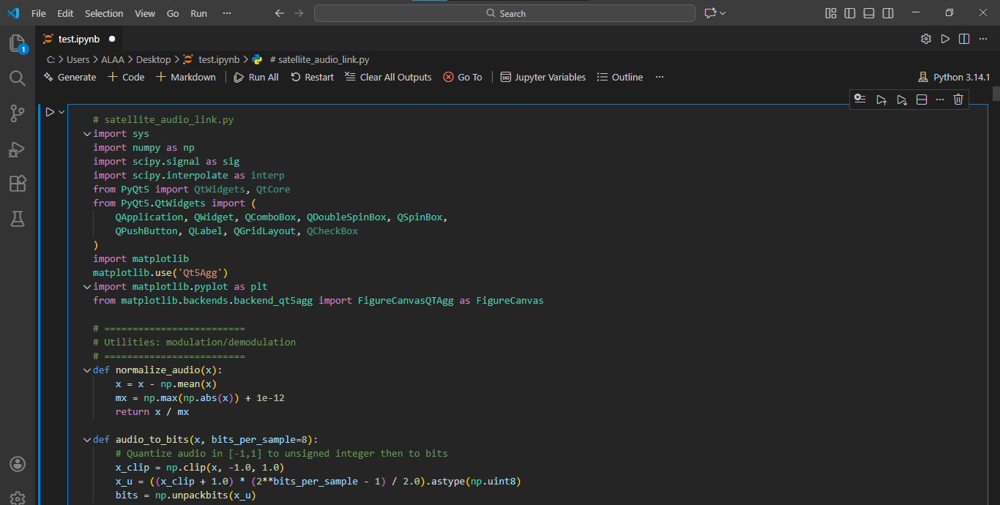 File Edit Selection View Go Run ··· Search
test.ipynb
1
C: > Users > ALAA > Desktop > test.ipynb > # satellite_audio_link.py
Generate + Code + Markdown Run All Restart Clear All Outputs Go To Jupyter Variables Outline ··· Python 3.14.1
# satellite_audio_link.py
import sys
import numpy as np
import scipy.signal as sig
import scipy.interpolate as interp
from PyQt5 import QtWidgets, QtCore
from PyQt5.QtWidgets import (
    QApplication, QWidget, QComboBox, QDoubleSpinBox, QSpinBox,
    QPushButton, QLabel, QGridLayout, QCheckBox
)
import matplotlib
matplotlib.use('Qt5Agg')
import matplotlib.pyplot as plt
from matplotlib.backends.backend_qt5agg import FigureCanvasQTAgg as FigureCanvas
# =========================
# Utilities: modulation/demodulation
# =========================
def normalize_audio(x):
    x = x - np.mean(x)
    mx = np.max(np.abs(x)) + 1e-12
    return x / mx
def audio_to_bits(x, bits_per_sample=8):
    # Quantize audio in [-1,1] to unsigned integer then to bits
    x_clip = np.clip(x, -1.0, 1.0)
    x_u = ((x_clip + 1.0) * (2**bits_per_sample - 1) / 2.0).astype(np.uint8)
    bits = np.unpackbits(x_u)